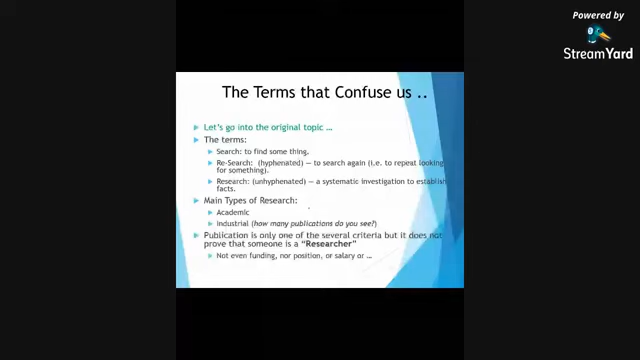 Powered by
StreamYard
The Terms that Confuse us ..
Let's go into the original topic ...
The terms:
Search: to find some thing.
Re-Search: (hyphenated) — to search again (i.e. to repeat looking
for something).
Research: (unhyphenated) — a systematic investigation to establish
facts.
Main Types of Research:
Academic
Industrial (how many publications do you see?)
Publication is only one of the several criteria but it does not
prove that someone is a "Researcher"
Not even funding, nor position, or salary or ...